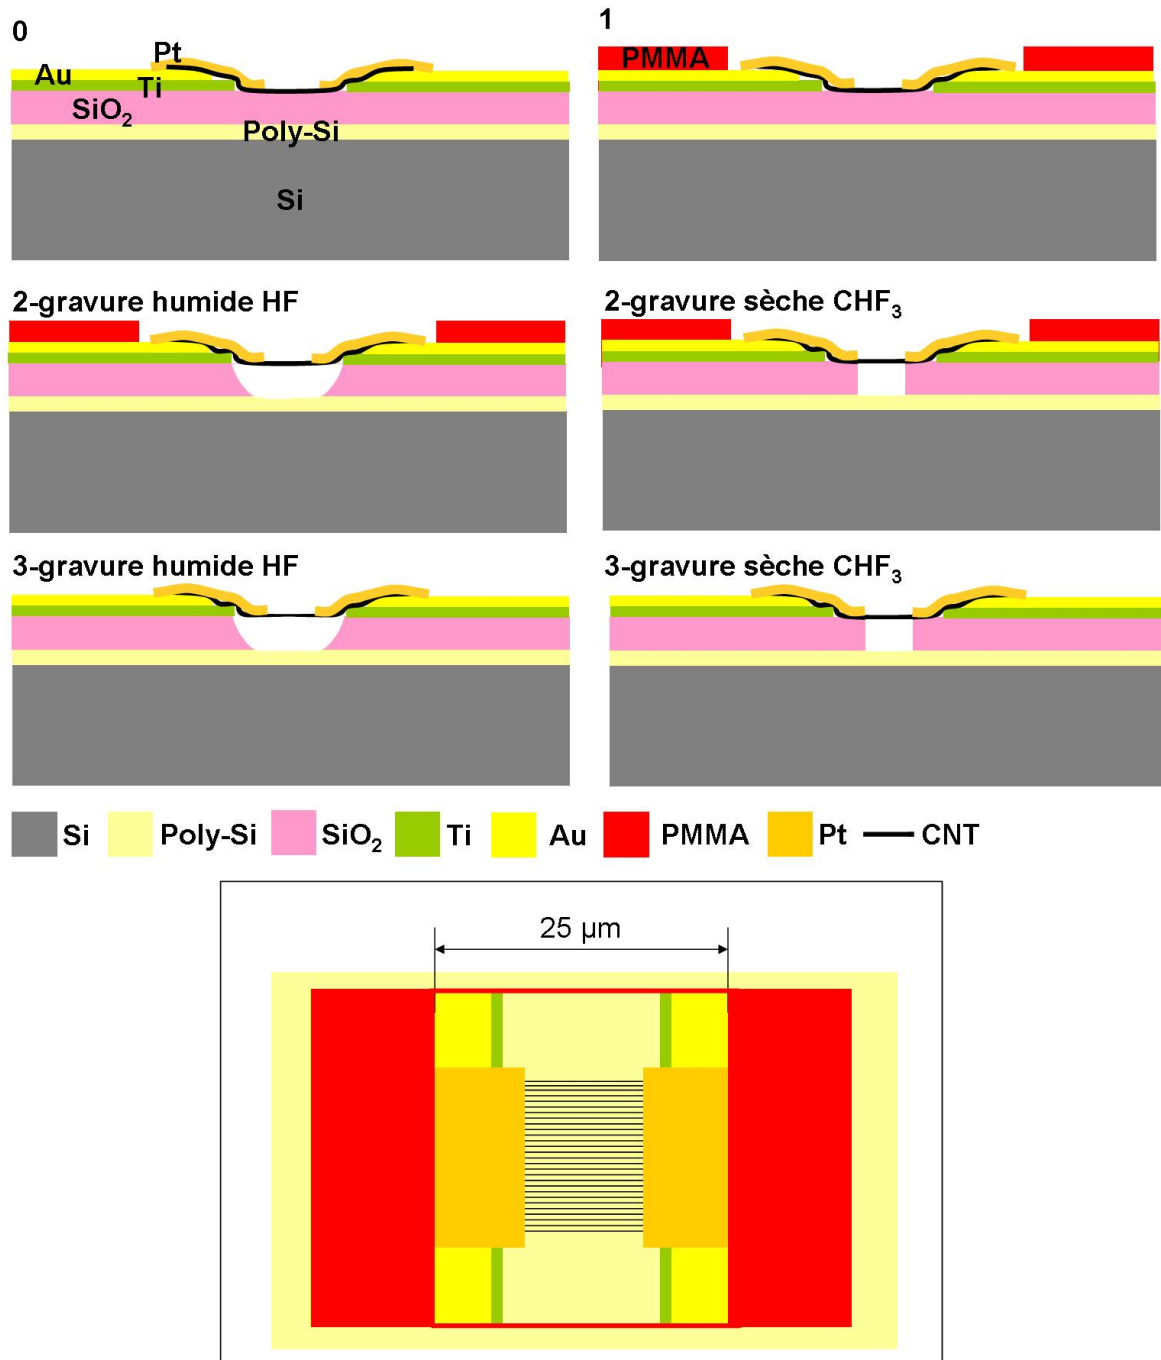 0
1
Pt
PMMA
Au
Ti
SiO₂
Poly-Si
Si
2-gravure humide HF
2-gravure sèche CHF₃
3-gravure humide HF
3-gravure sèche CHF₃
Si Poly-Si SiO₂ Ti Au PMMA Pt CNT
25 µm